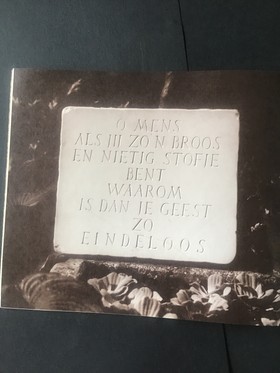 O MENS
ALS JIJ ZO'N BROOS
EN NIETIG STOFJE
BENT
WAAROM
IS DAN JE GEEST
ZO
EINDELOOS